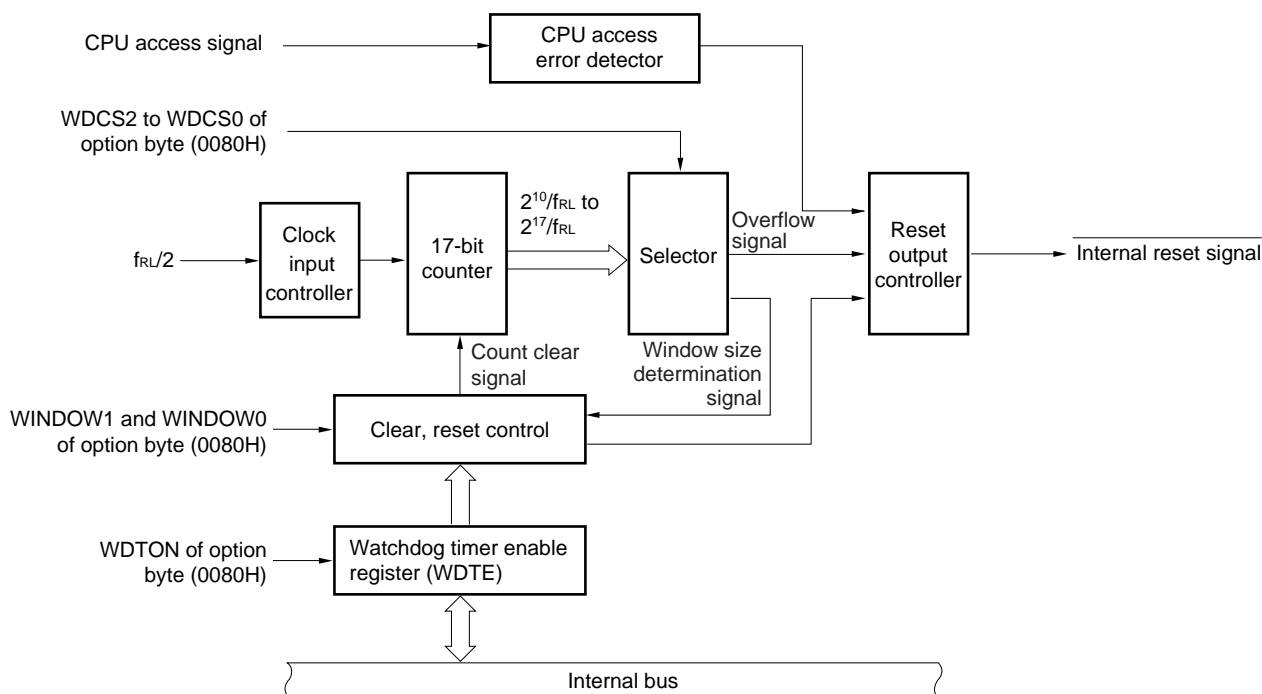 CPU access signal
CPU access
error detector
WDCS2 to WDCS0 of
option byte (0080H)
fRL/2
Clock
input
controller
17-bit
counter
2¹⁰/fRL to
2¹⁷/fRL
Selector
Overflow
signal
Reset
output
controller
Internal reset signal
Count clear
signal
Window size
determination
signal
WINDOW1 and WINDOW0
of option byte (0080H)
Clear, reset control
WDTON of option
byte (0080H)
Watchdog timer enable
register (WDTE)
Internal bus